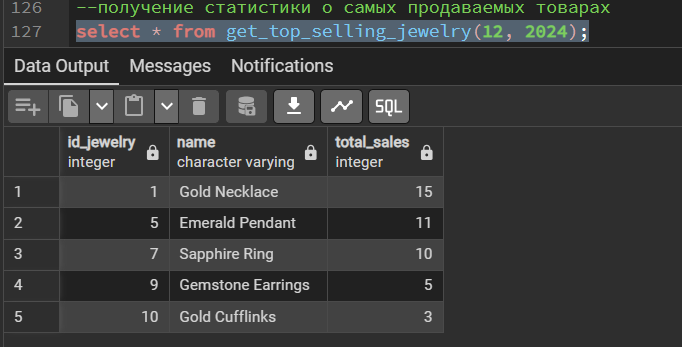 126 --получение статистики о самых продаваемых товарах
127 select * from get_top_selling_jewelry(12, 2024);
Data Output Messages Notifications
SQL
id_jewelry name total_sales
integer character varying integer
1 1 Gold Necklace 15
2 5 Emerald Pendant 11
3 7 Sapphire Ring 10
4 9 Gemstone Earrings 5
5 10 Gold Cufflinks 3